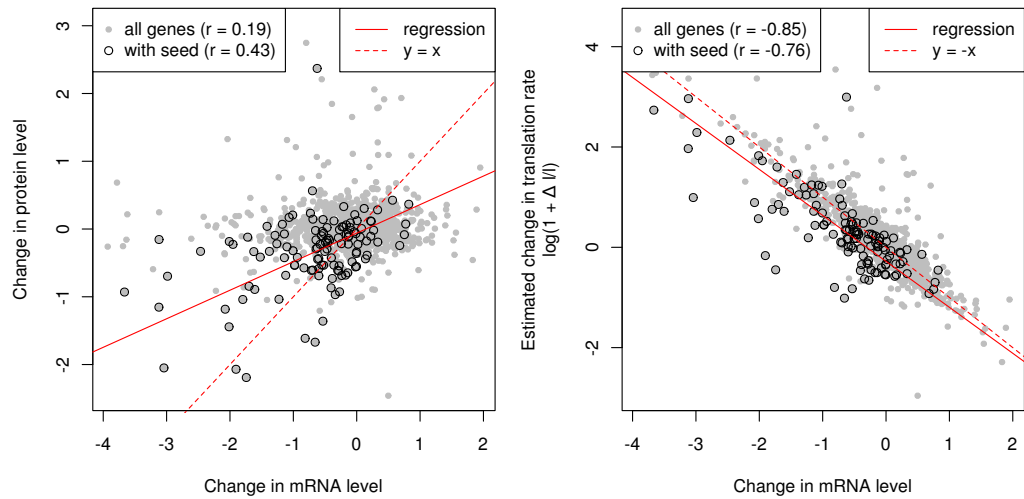 all genes (r = 0.19)
with seed (r = 0.43)
regression
y = x
3
2
1
0
-1
-2
Change in protein level
-4 -3 -2 -1 0 1 2
Change in mRNA level
all genes (r = -0.85)
with seed (r = -0.76)
regression
y = -x
4
2
0
-2
Estimated change in translation rate
log(1 + Δ l/l)
-4 -3 -2 -1 0 1 2
Change in mRNA level